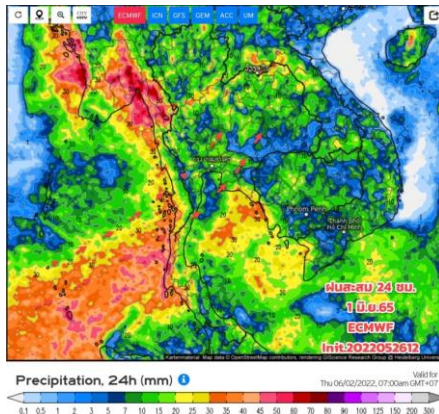 ECMWF ICN GFS GEM ACC UM
Phnom Penh
Thành phố
Hồ Chí Minh
ฝนสะสม 24 ชม.
1 มิ.ย.65
ECMWF
Init.2022052612
Kartenmaterial: Map data © OpenStreetMap contributors, rendering GIScience Research Group @ Heidelberg University
Precipitation, 24h (mm)
Valid for
Thu 06/02/2022, 07:00am GMT+07
0.1 1 2 3 5 7 10 15 20 25 30 35 40 45 50 60 70 80 90 100 125 150 200